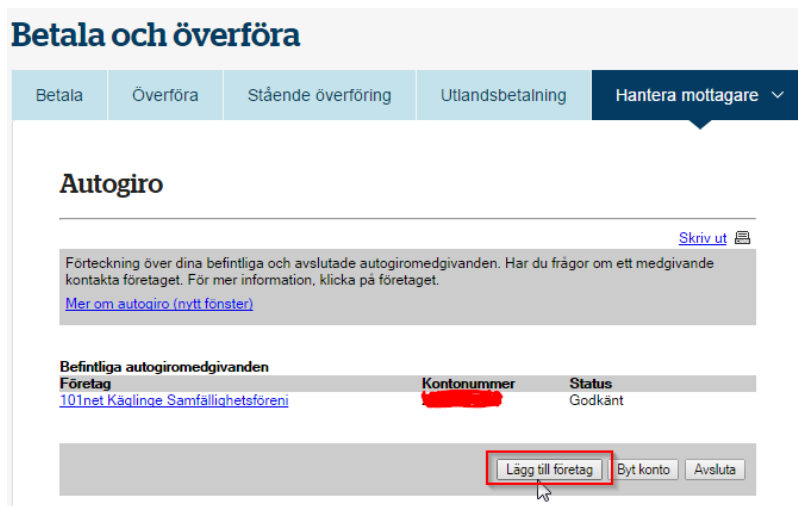 Betala och överföra
Betala Överföra Stående överföring Utlandsbetalning Hantera mottagare
Autogiro
Skriv ut
Förteckning över dina befintliga och avslutade autogiromedgivanden. Har du frågor om ett medgivande
kontakta företaget. För mer information, klicka på företaget.
Mer om autogiro (nytt fönster)
Befintliga autogiromedgivanden
Företag Kontonummer Status
101net Käglinge Samfällighetsföreni Godkänt
Lägg till företag Byt konto Avsluta